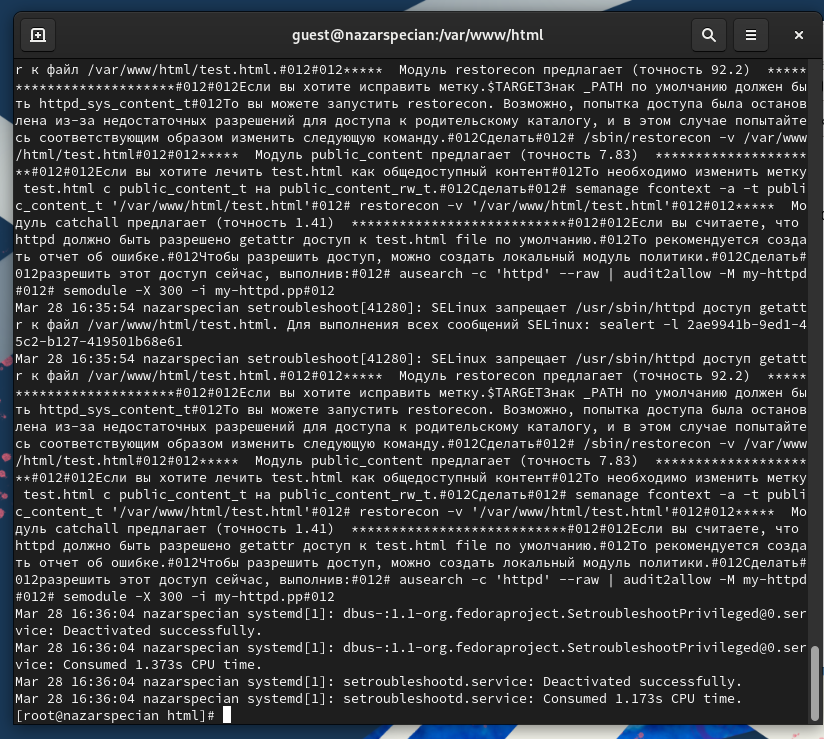 guest@nazarspecian:/var/www/html
r к файл /var/www/html/test.html.#012#012*****  Модуль restorecon предлагает (точность 92.2)  *****
********************#012#012Если вы хотите исправить метку.$TARGETЗнак _PATH по умолчанию должен бы
ть httpd_sys_content_t#012То вы можете запустить restorecon. Возможно, попытка доступа была останов
лена из-за недостаточных разрешений для доступа к родительскому каталогу, и в этом случае попытайте
сь соответствующим образом изменить следующую команду.#012Сделать#012# /sbin/restorecon -v /var/www
/html/test.html#012#012*****  Модуль public_content предлагает (точность 7.83)  *******************
**#012#012Если вы хотите лечить test.html как общедоступный контент#012То необходимо изменить метку
 test.html с public_content_t на public_content_rw_t.#012Сделать#012# semanage fcontext -a -t publi
c_content_t '/var/www/html/test.html'#012# restorecon -v '/var/www/html/test.html'#012#012*****  Мо
дуль catchall предлагает (точность 1.41)  **************************#012#012Если вы считаете, что 
httpd должно быть разрешено getattr доступ к test.html file по умолчанию.#012То рекомендуется созда
ть отчет об ошибке.#012Чтобы разрешить доступ, можно создать локальный модуль политики.#012Сделать#
012разрешить этот доступ сейчас, выполнив:#012# ausearch -c 'httpd' --raw | audit2allow -M my-httpd
#012# semodule -X 300 -i my-httpd.pp#012
Mar 28 16:35:54 nazarspecian setroubleshoot[41280]: SELinux запрещает /usr/sbin/httpd доступ getatt
r к файл /var/www/html/test.html. Для выполнения всех сообщений SELinux: sealert -l 2ae9941b-9ed1-4
5c2-b127-419501b68e61
Mar 28 16:35:54 nazarspecian setroubleshoot[41280]: SELinux запрещает /usr/sbin/httpd доступ getatt
r к файл /var/www/html/test.html.#012#012*****  Модуль restorecon предлагает (точность 92.2)  *****
********************#012#012Если вы хотите исправить метку.$TARGETЗнак _PATH по умолчанию должен бы
ть httpd_sys_content_t#012То вы можете запустить restorecon. Возможно, попытка доступа была останов
лена из-за недостаточных разрешений для доступа к родительскому каталогу, и в этом случае попытайте
сь соответствующим образом изменить следующую команду.#012Сделать#012# /sbin/restorecon -v /var/www
/html/test.html#012#012*****  Модуль public_content предлагает (точность 7.83)  *******************
**#012#012Если вы хотите лечить test.html как общедоступный контент#012То необходимо изменить метку
 test.html с public_content_t на public_content_rw_t.#012Сделать#012# semanage fcontext -a -t publi
c_content_t '/var/www/html/test.html'#012# restorecon -v '/var/www/html/test.html'#012#012*****  Мо
дуль catchall предлагает (точность 1.41)  **************************#012#012Если вы считаете, что 
httpd должно быть разрешено getattr доступ к test.html file по умолчанию.#012То рекомендуется созда
ть отчет об ошибке.#012Чтобы разрешить доступ, можно создать локальный модуль политики.#012Сделать#
012разрешить этот доступ сейчас, выполнив:#012# ausearch -c 'httpd' --raw | audit2allow -M my-httpd
#012# semodule -X 300 -i my-httpd.pp#012
Mar 28 16:36:04 nazarspecian systemd[1]: dbus-:1.1-org.fedoraproject.SetroubleshootPrivileged@0.ser
vice: Deactivated successfully.
Mar 28 16:36:04 nazarspecian systemd[1]: dbus-:1.1-org.fedoraproject.SetroubleshootPrivileged@0.ser
vice: Consumed 1.373s CPU time.
Mar 28 16:36:04 nazarspecian systemd[1]: setroubleshootd.service: Deactivated successfully.
Mar 28 16:36:04 nazarspecian systemd[1]: setroubleshootd.service: Consumed 1.173s CPU time.
[root@nazarspecian html]#